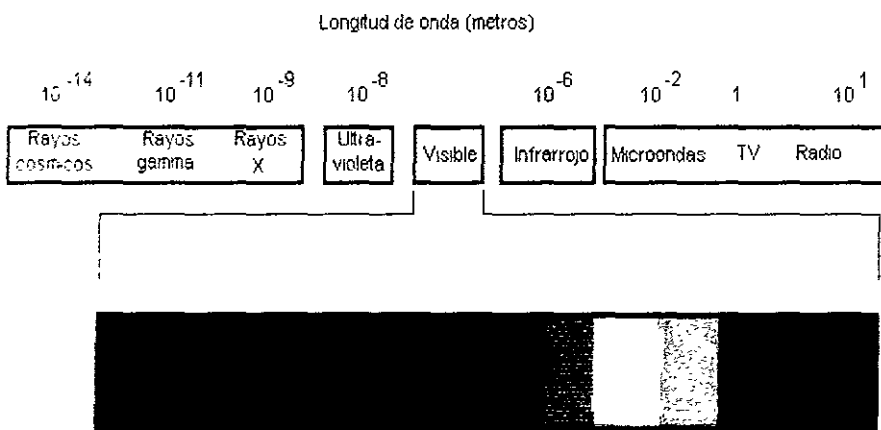 Longitud de onda (metros)
10^-14 10^-11 10^-9 10^-8 10^-6 10^-2 1 10^1
Rayos cosmicos Rayos gamma Rayos X Ultra-violeta Visible Infrarrojo Microondas TV Radio